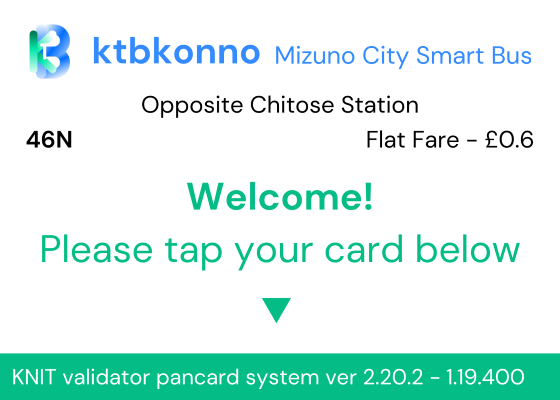 ktbkonno Mizuno City Smart Bus
Opposite Chitose Station
46N Flat Fare - £0.6
Welcome!
Please tap your card below
KNIT validator pancard system ver 2.20.2 - 1.19.400